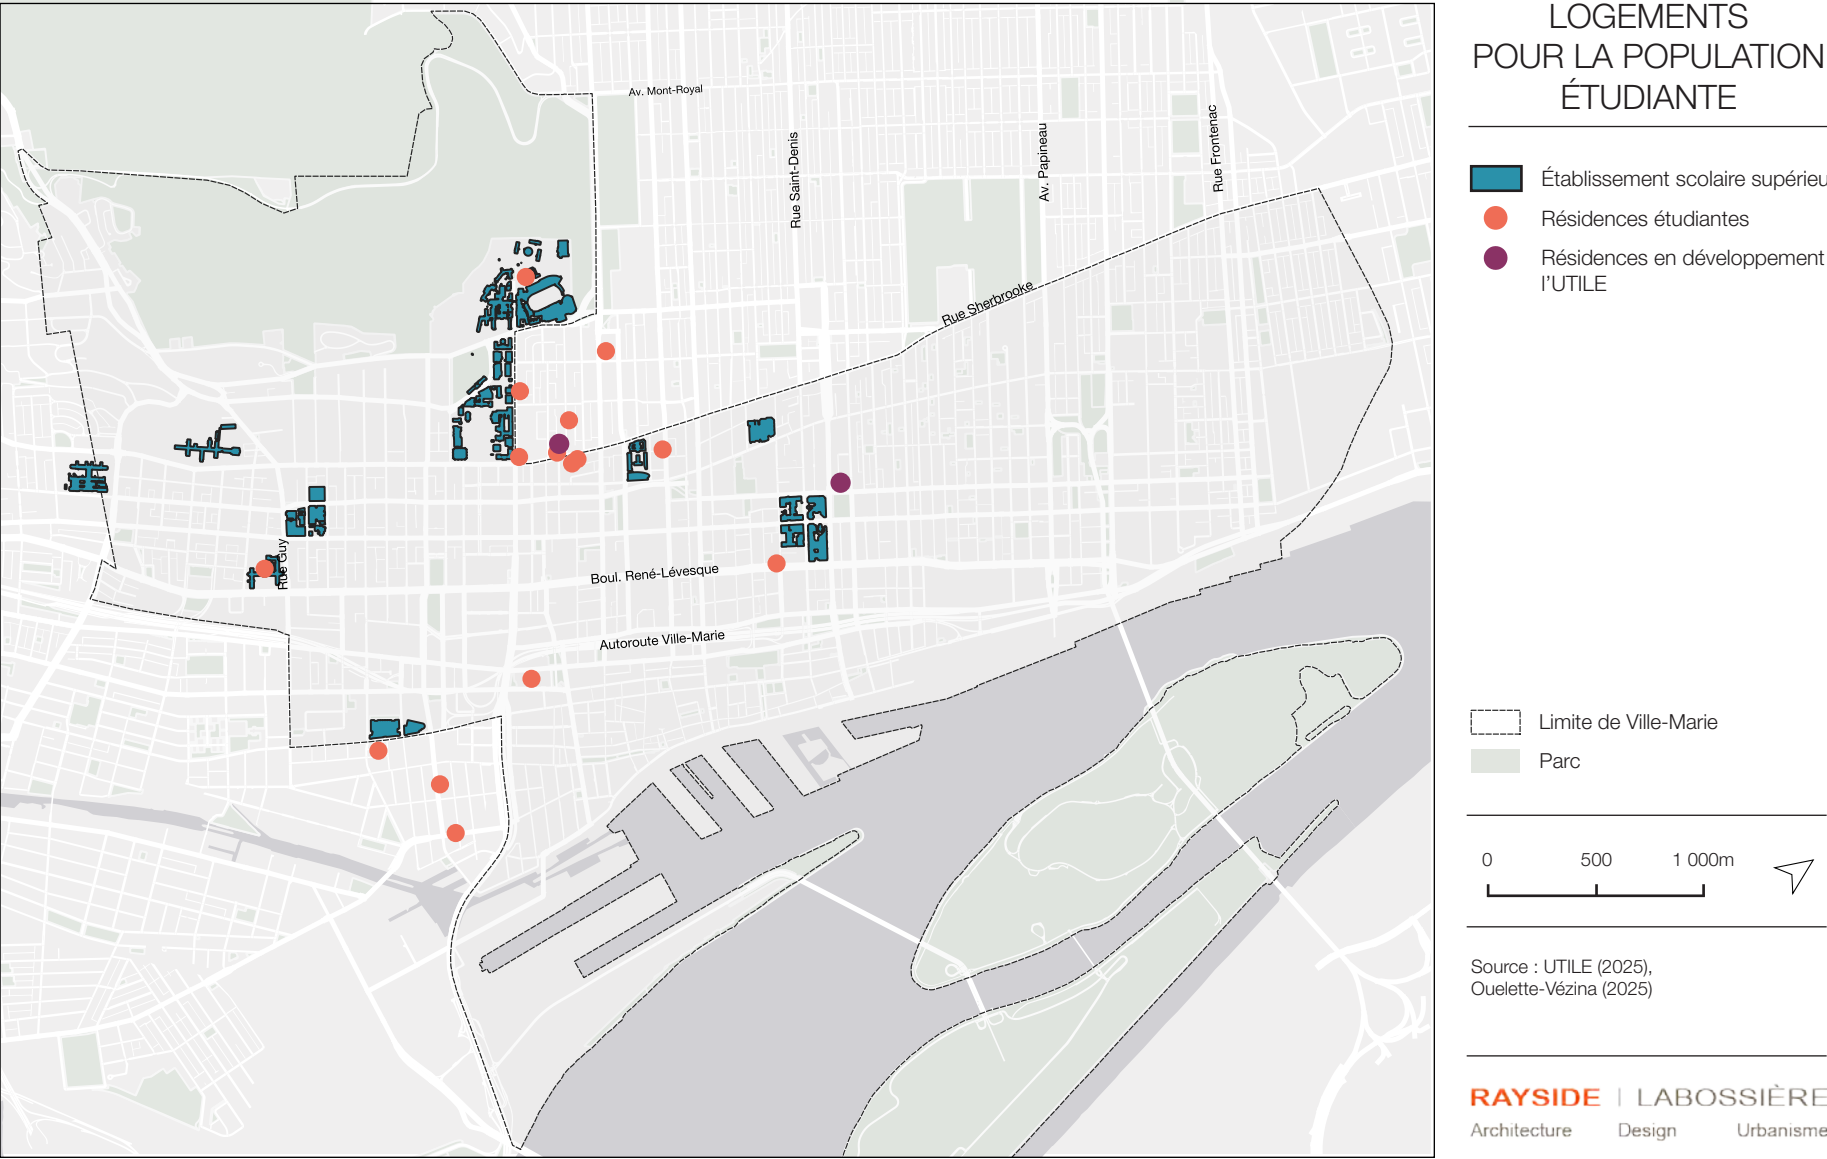 LOGEMENTS
POUR LA POPULATION
ÉTUDIANTE
Établissement scolaire supérieu
Résidences étudiantes
Résidences en développement
l'UTILE
Av. Mont-Royal
Rue Saint-Denis
Av. Papineau
Rue Frontenac
Rue Sherbrooke
Rue Guy
Boul. René-Lévesque
Autoroute Ville-Marie
Limite de Ville-Marie
Parc
0 500 1 000m
Source : UTILE (2025),
Ouelette-Vézina (2025)
RAYSIDE | LABOSSIÈRE
Architecture Design Urbanisme